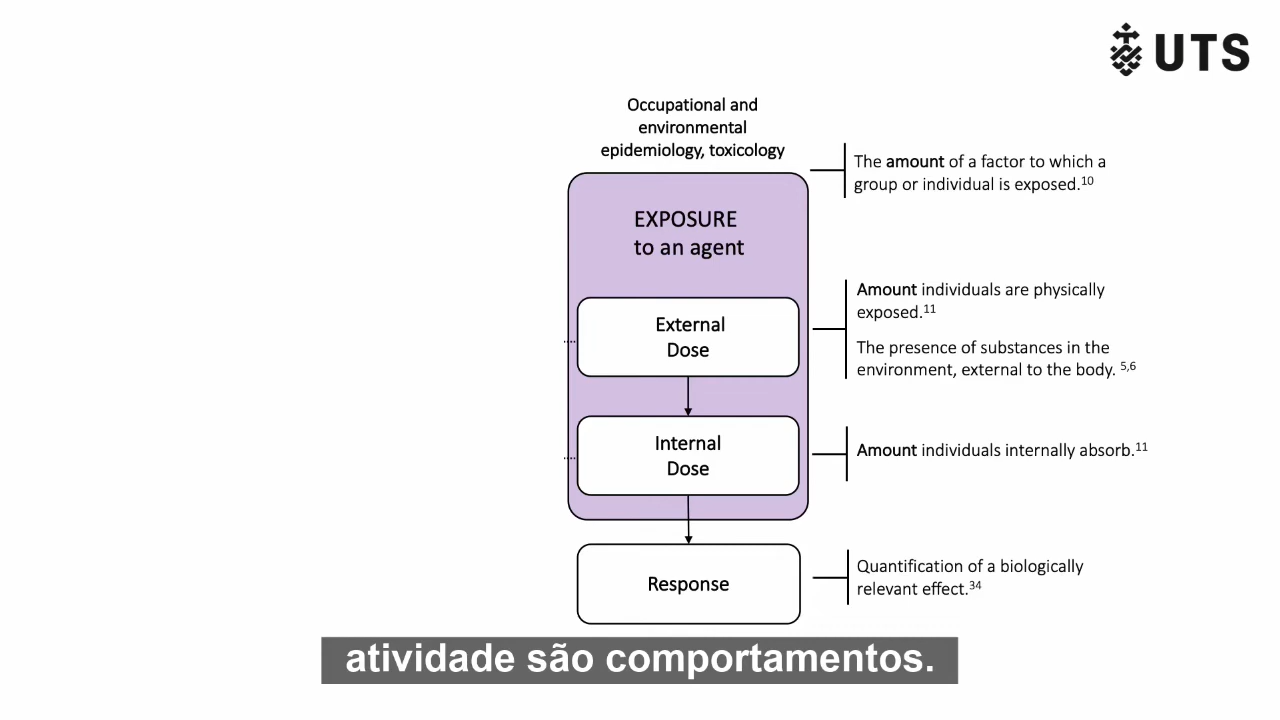 UTS
Occupational and
environmental
epidemiology, toxicology
The amount of a factor to which a
group or individual is exposed.10
EXPOSURE
to an agent
Amount individuals are physically
exposed.11
External
Dose
The presence of substances in the
environment, external to the body. 5,6
Internal
Dose
Amount individuals internally absorb.11
Response
Quantification of a biologically
relevant effect.34
atividade são comportamentos.